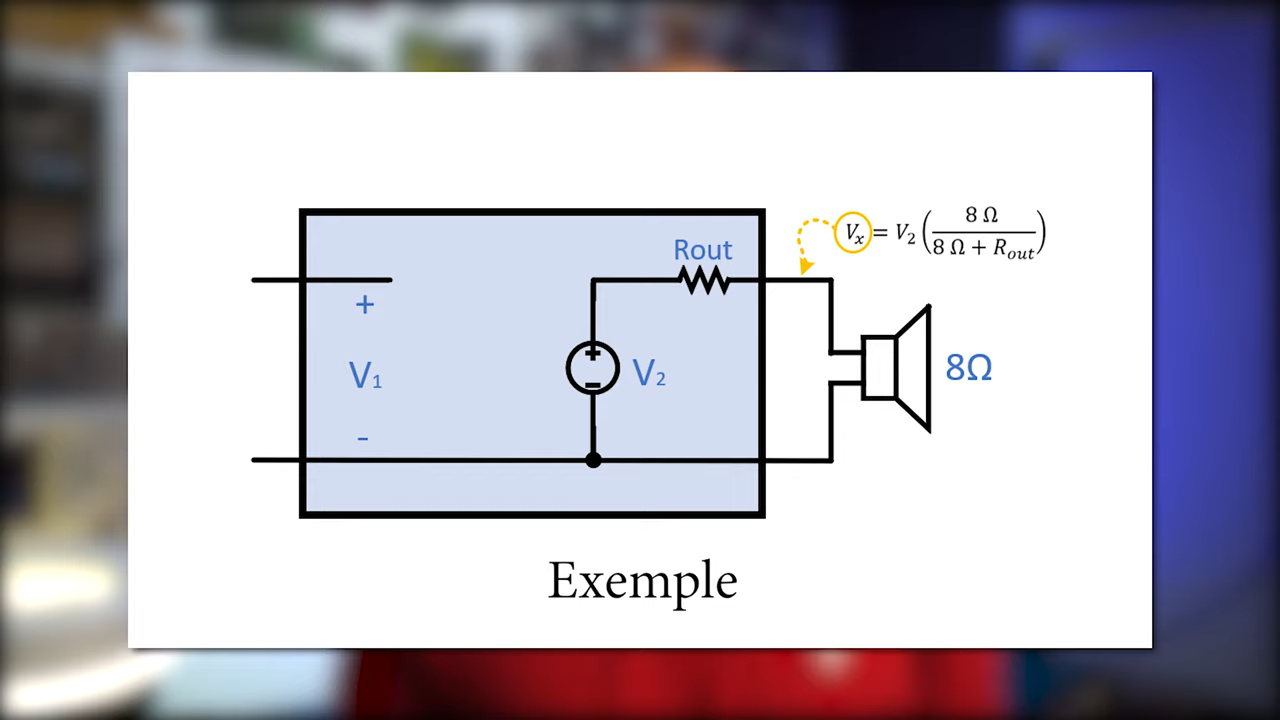 Rout
Vx = V2 (8 Ω / (8 Ω + Rout))
+
V1
-
+
-
V2
8Ω
Exemple